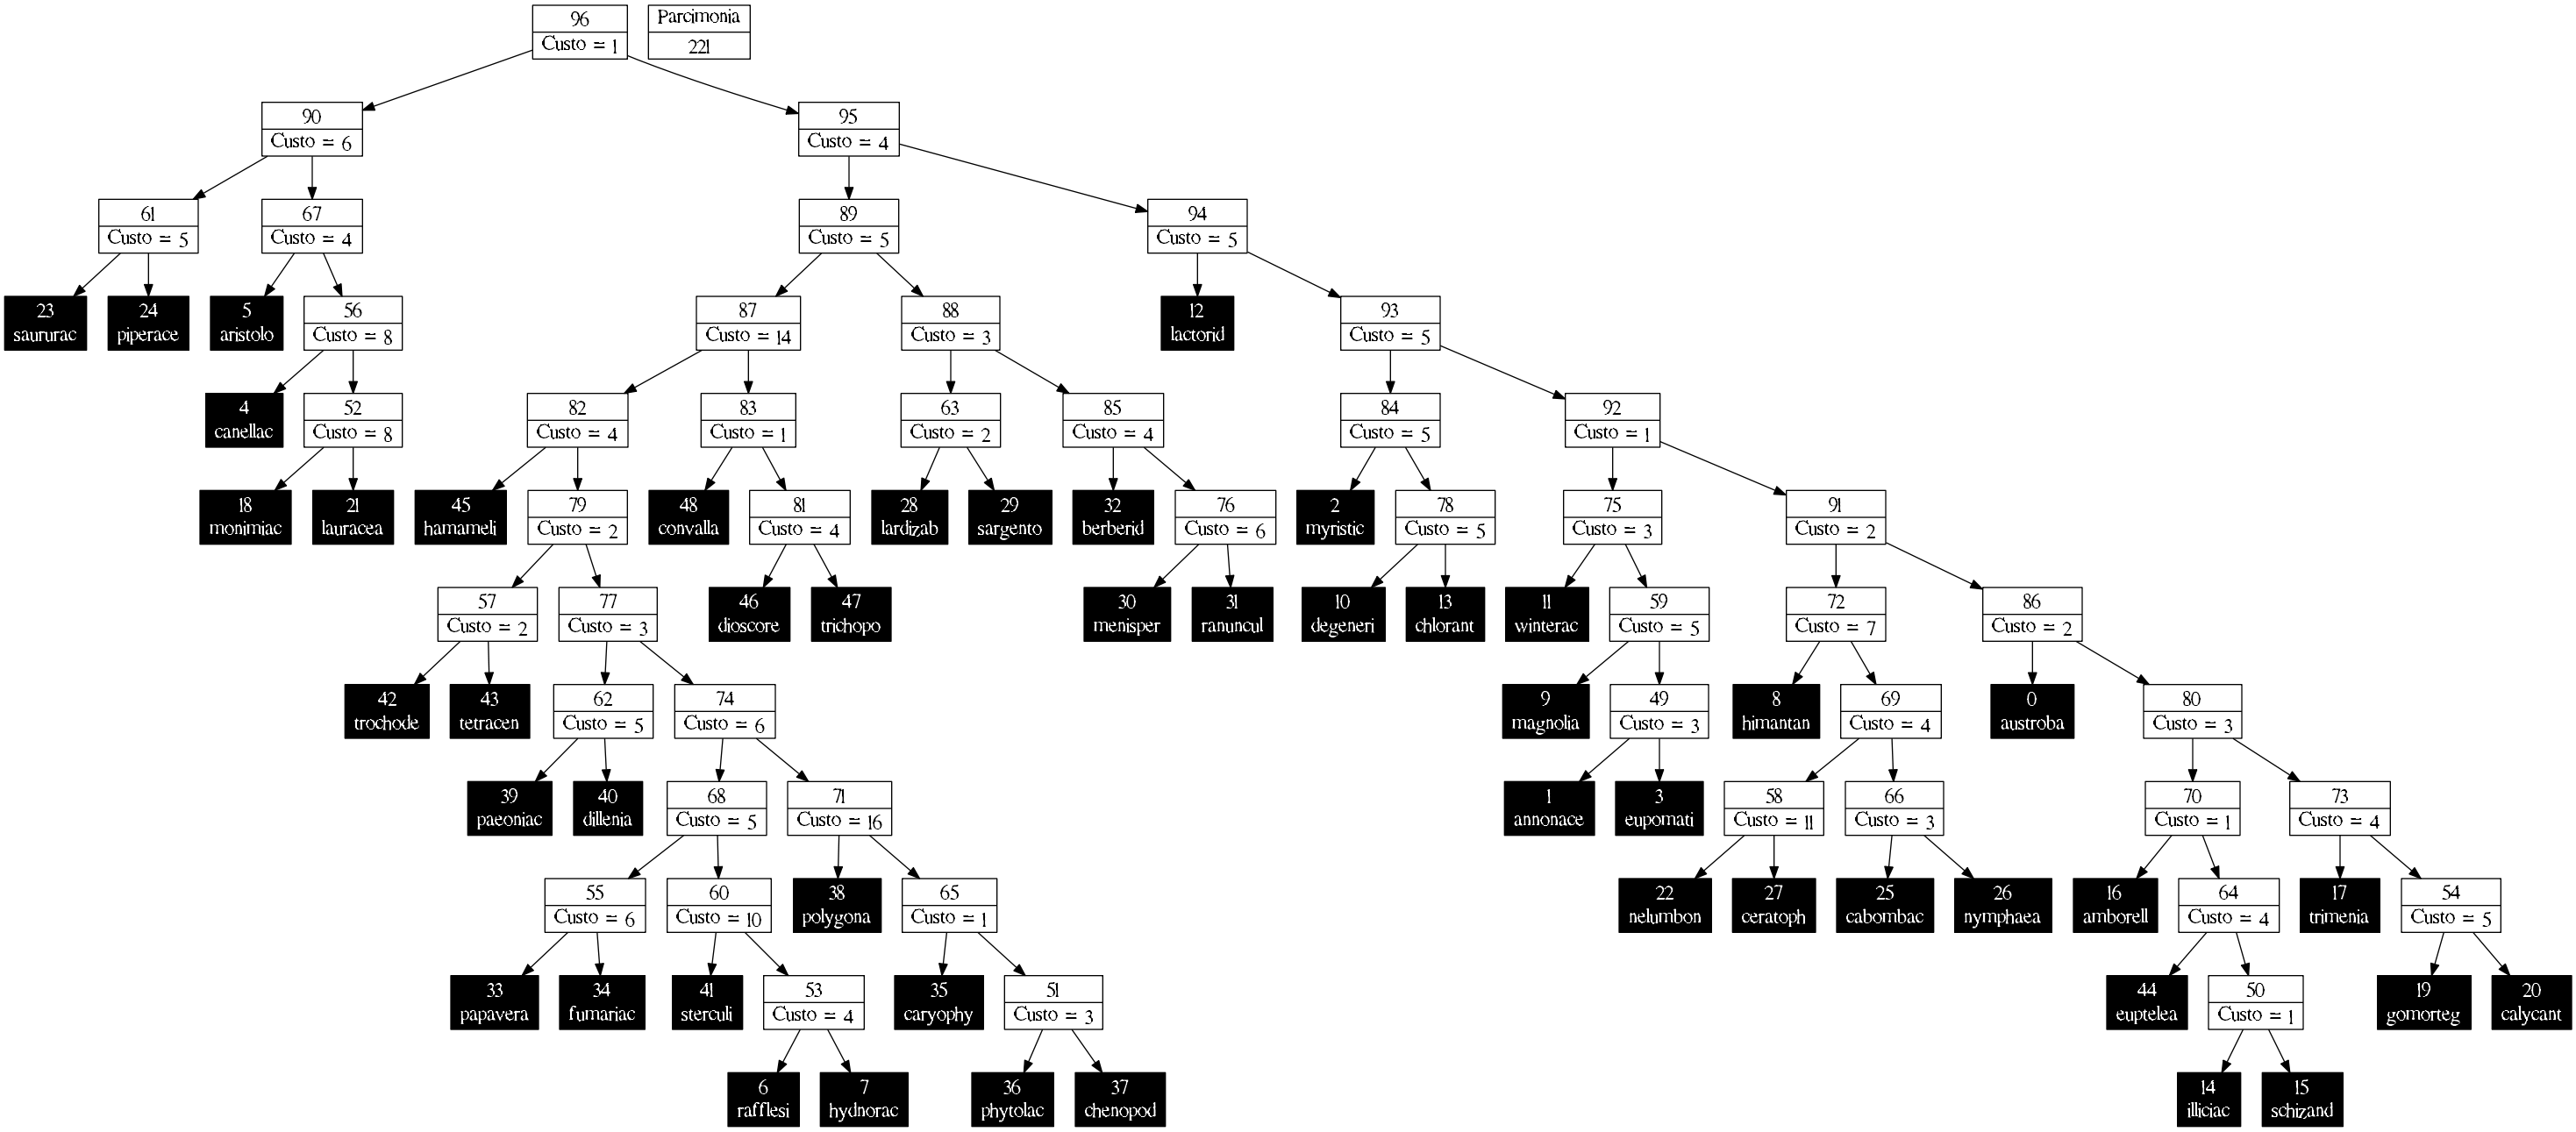 96
Custo = 1
Parcimonia
221
90
Custo = 6
95
Custo = 4
61
Custo = 5
67
Custo = 4
89
Custo = 5
94
Custo = 5
23
saururac
24
piperace
5
aristolo
56
Custo = 8
87
Custo = 14
88
Custo = 3
12
lactorid
93
Custo = 5
4
canellac
52
Custo = 8
82
Custo = 4
83
Custo = 1
63
Custo = 2
85
Custo = 4
84
Custo = 5
92
Custo = 1
18
monimiac
21
lauracea
45
hamameli
79
Custo = 2
48
convalla
81
Custo = 4
28
lardizab
29
sargento
32
berberid
76
Custo = 6
2
myristic
78
Custo = 5
75
Custo = 3
91
Custo = 2
57
Custo = 2
77
Custo = 3
46
dioscore
47
trichopo
30
menisper
31
ranuncul
10
degeneri
13
chlorant
11
winterac
59
Custo = 5
72
Custo = 7
86
Custo = 2
42
trochode
43
tetracen
62
Custo = 5
74
Custo = 6
9
magnolia
49
Custo = 3
8
himantan
69
Custo = 4
0
austroba
80
Custo = 3
39
paeoniac
40
dillenia
68
Custo = 5
71
Custo = 16
1
annonace
3
eupomati
58
Custo = 11
66
Custo = 3
70
Custo = 1
73
Custo = 4
55
Custo = 6
60
Custo = 10
38
polygona
65
Custo = 1
22
nelumbon
27
ceratoph
25
cabombac
26
nymphaea
16
amborell
64
Custo = 4
17
trimenia
54
Custo = 5
33
papavera
34
fumariac
41
sterculi
53
Custo = 4
35
caryophy
51
Custo = 3
44
euptelea
50
Custo = 1
19
gomorteg
20
calycant
6
rafflesi
7
hydnorac
36
phytolac
37
chenopod
14
illiciac
15
schizand